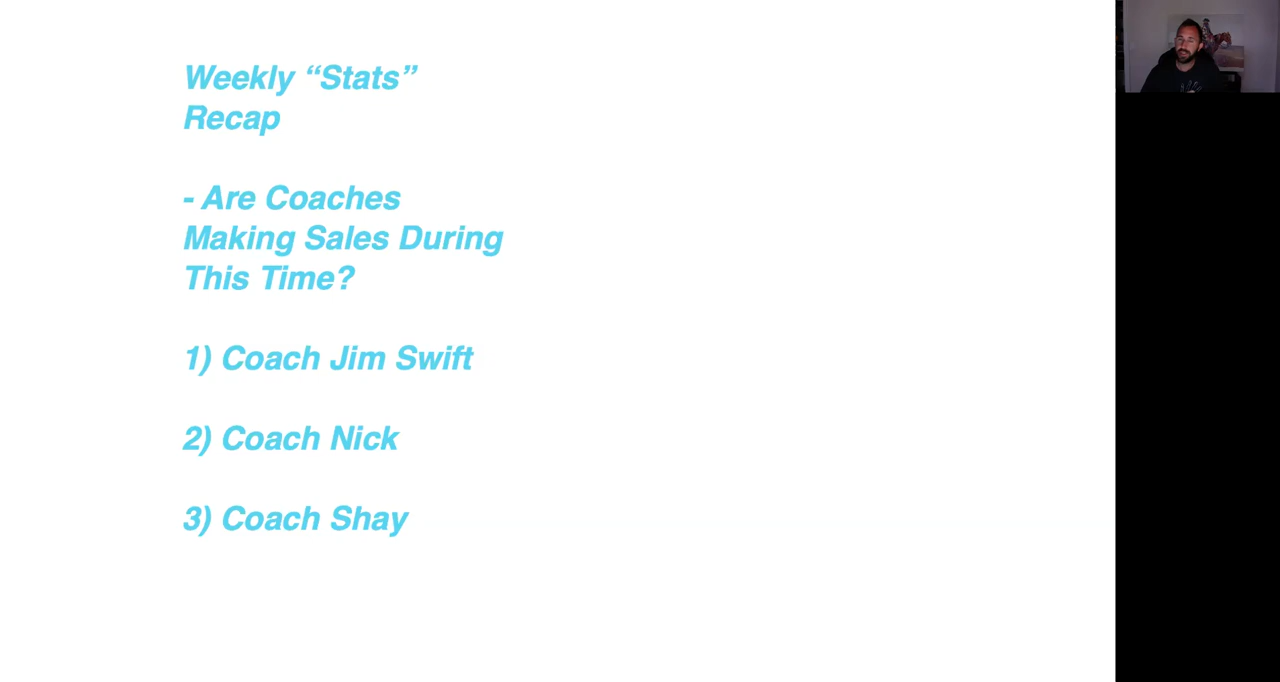 Weekly “Stats”
Recap
- Are Coaches
Making Sales During
This Time?
1) Coach Jim Swift
2) Coach Nick
3) Coach Shay